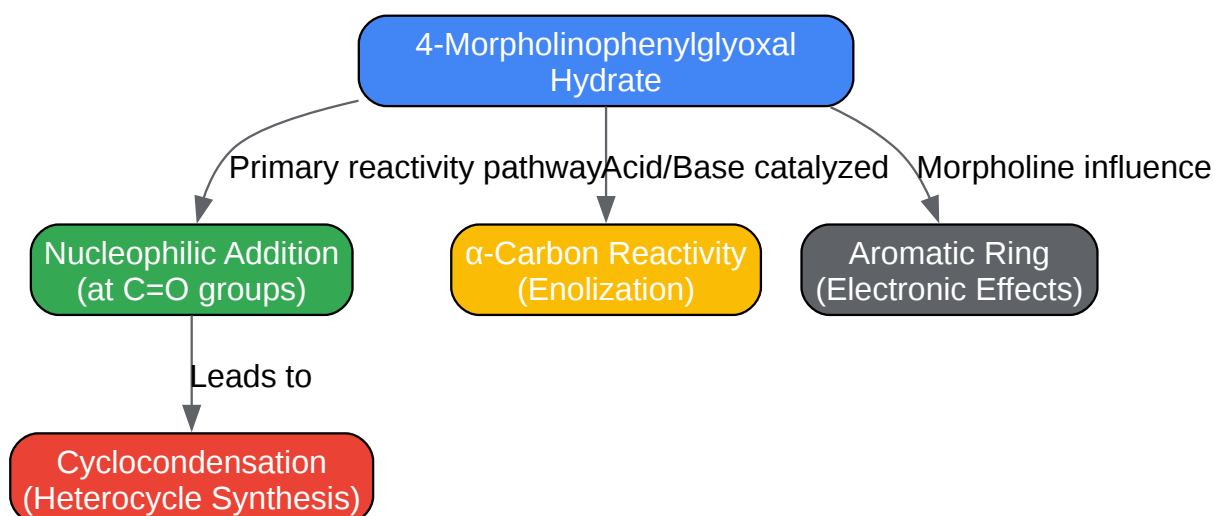 4-Morpholinophenylglyoxal
Hydrate
Primary reactivity pathway
Acid/Base catalyzed
Morpholine influence
Nucleophilic Addition
(at C=O groups)
α-Carbon Reactivity
(Enolization)
Aromatic Ring
(Electronic Effects)
Leads to
Cyclocondensation
(Heterocycle Synthesis)